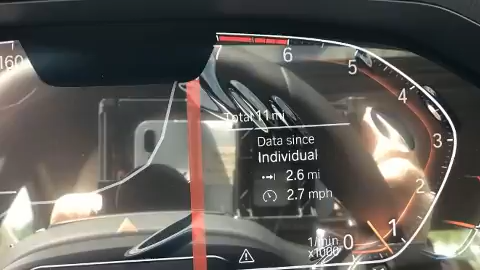 160
7
6
5
4
3
2
1
0
Total 11 mi
Data since
Individual
2.6 mi
2.7 mph
1/min
x1000